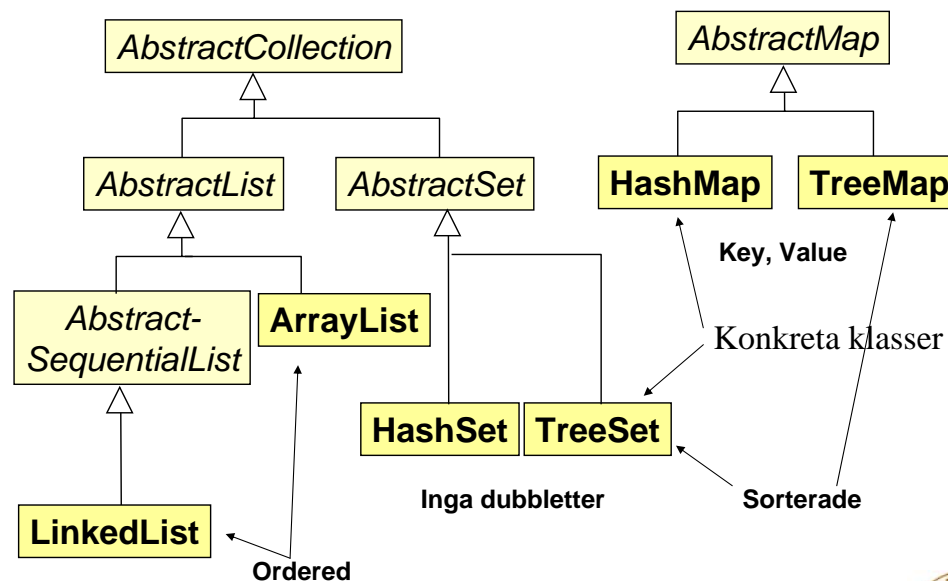 AbstractCollection
AbstractMap
AbstractList
AbstractSet
HashMap
TreeMap
Key, Value
Abstract-
SequentialList
ArrayList
Konkreta klasser
HashSet
TreeSet
Inga dubbletter
Sorterade
LinkedList
Ordered